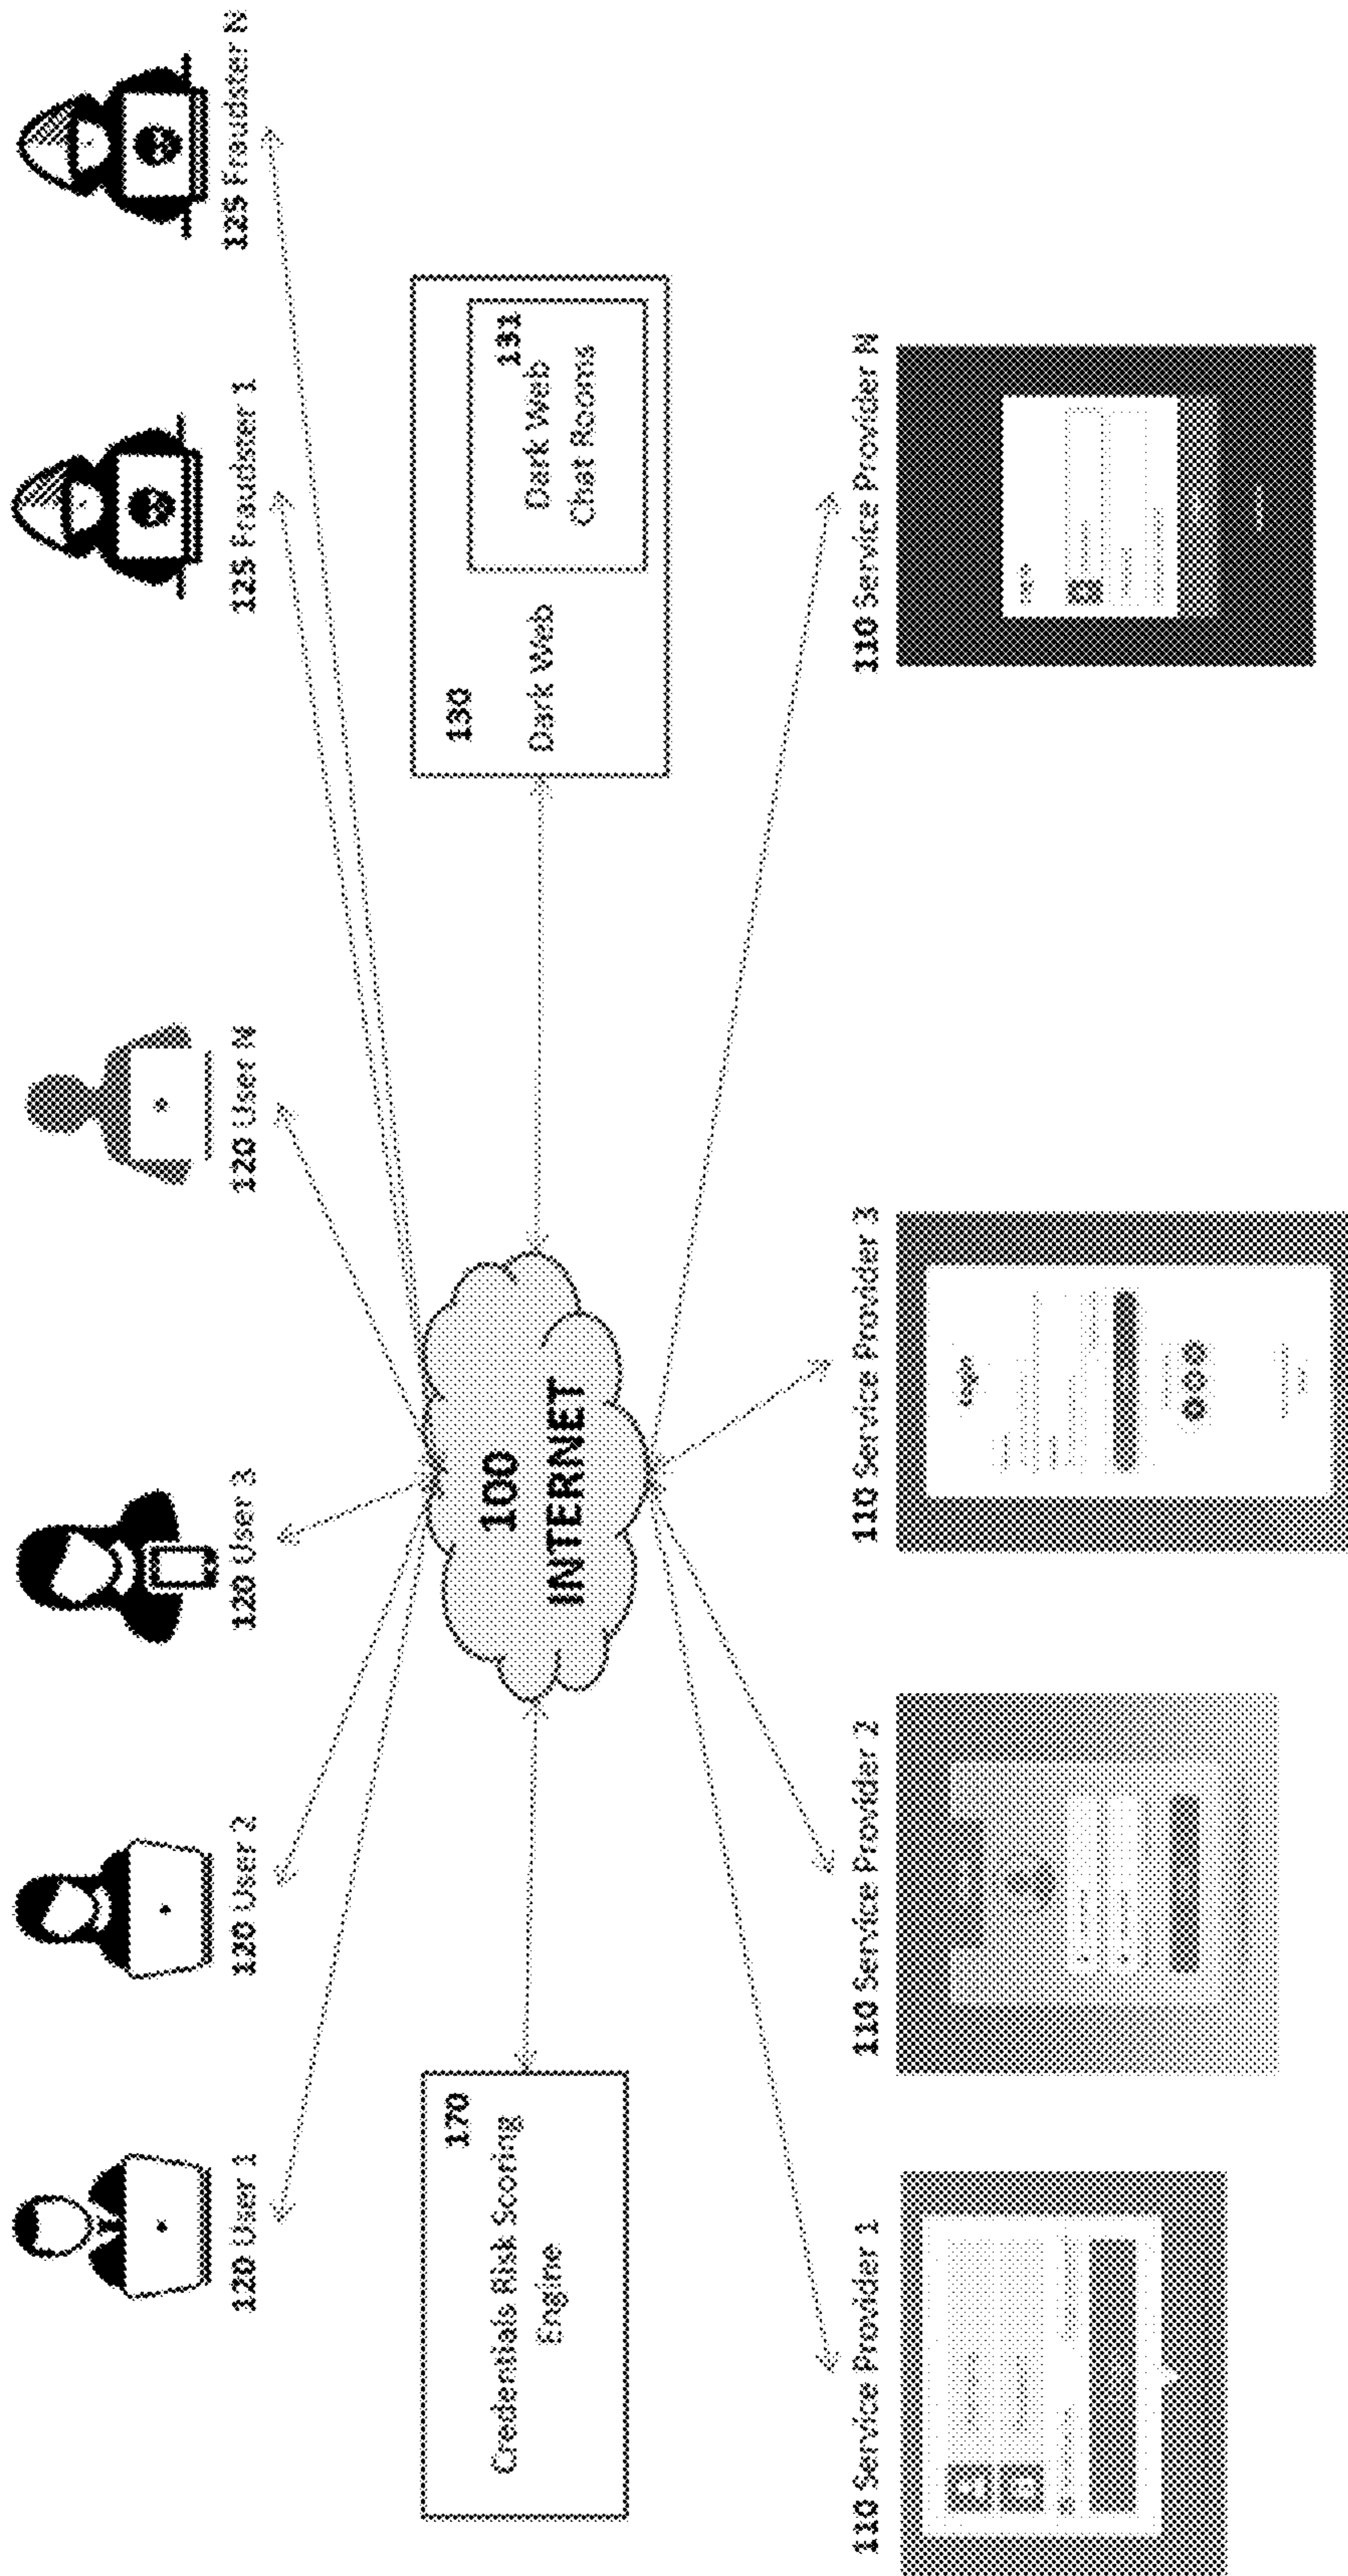 120 User 1
120 User 2
120 User 3
120 User N
125 Fraudster 1
125 Fraudster N
170
Credentials Risk Scoring
Engine
100
INTERNET
130
Dark Web
131
Dark Web
Chat Rooms
110 Service Provider 1
110 Service Provider 2
110 Service Provider 3
110 Service Provider N